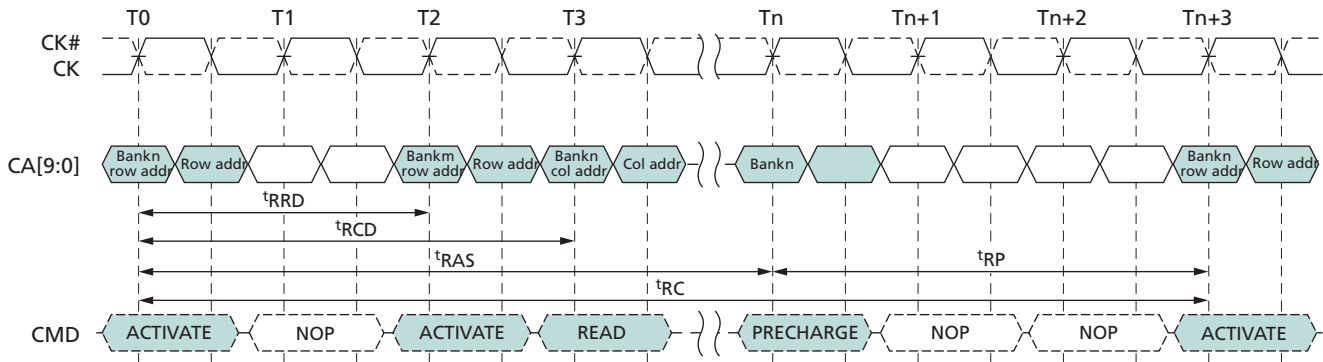 T0 T1 T2 T3 Tn Tn+1 Tn+2 Tn+3
CK#
CK
CA[9:0]
Bankn row addr
Row addr
Bankm row addr
Row addr
Bankn col addr
Col addr
Bankn
Bankn row addr
Row addr
tRRD
tRCD
tRAS tRP
tRC
CMD ACTIVATE NOP ACTIVATE READ PRECHARGE NOP NOP ACTIVATE